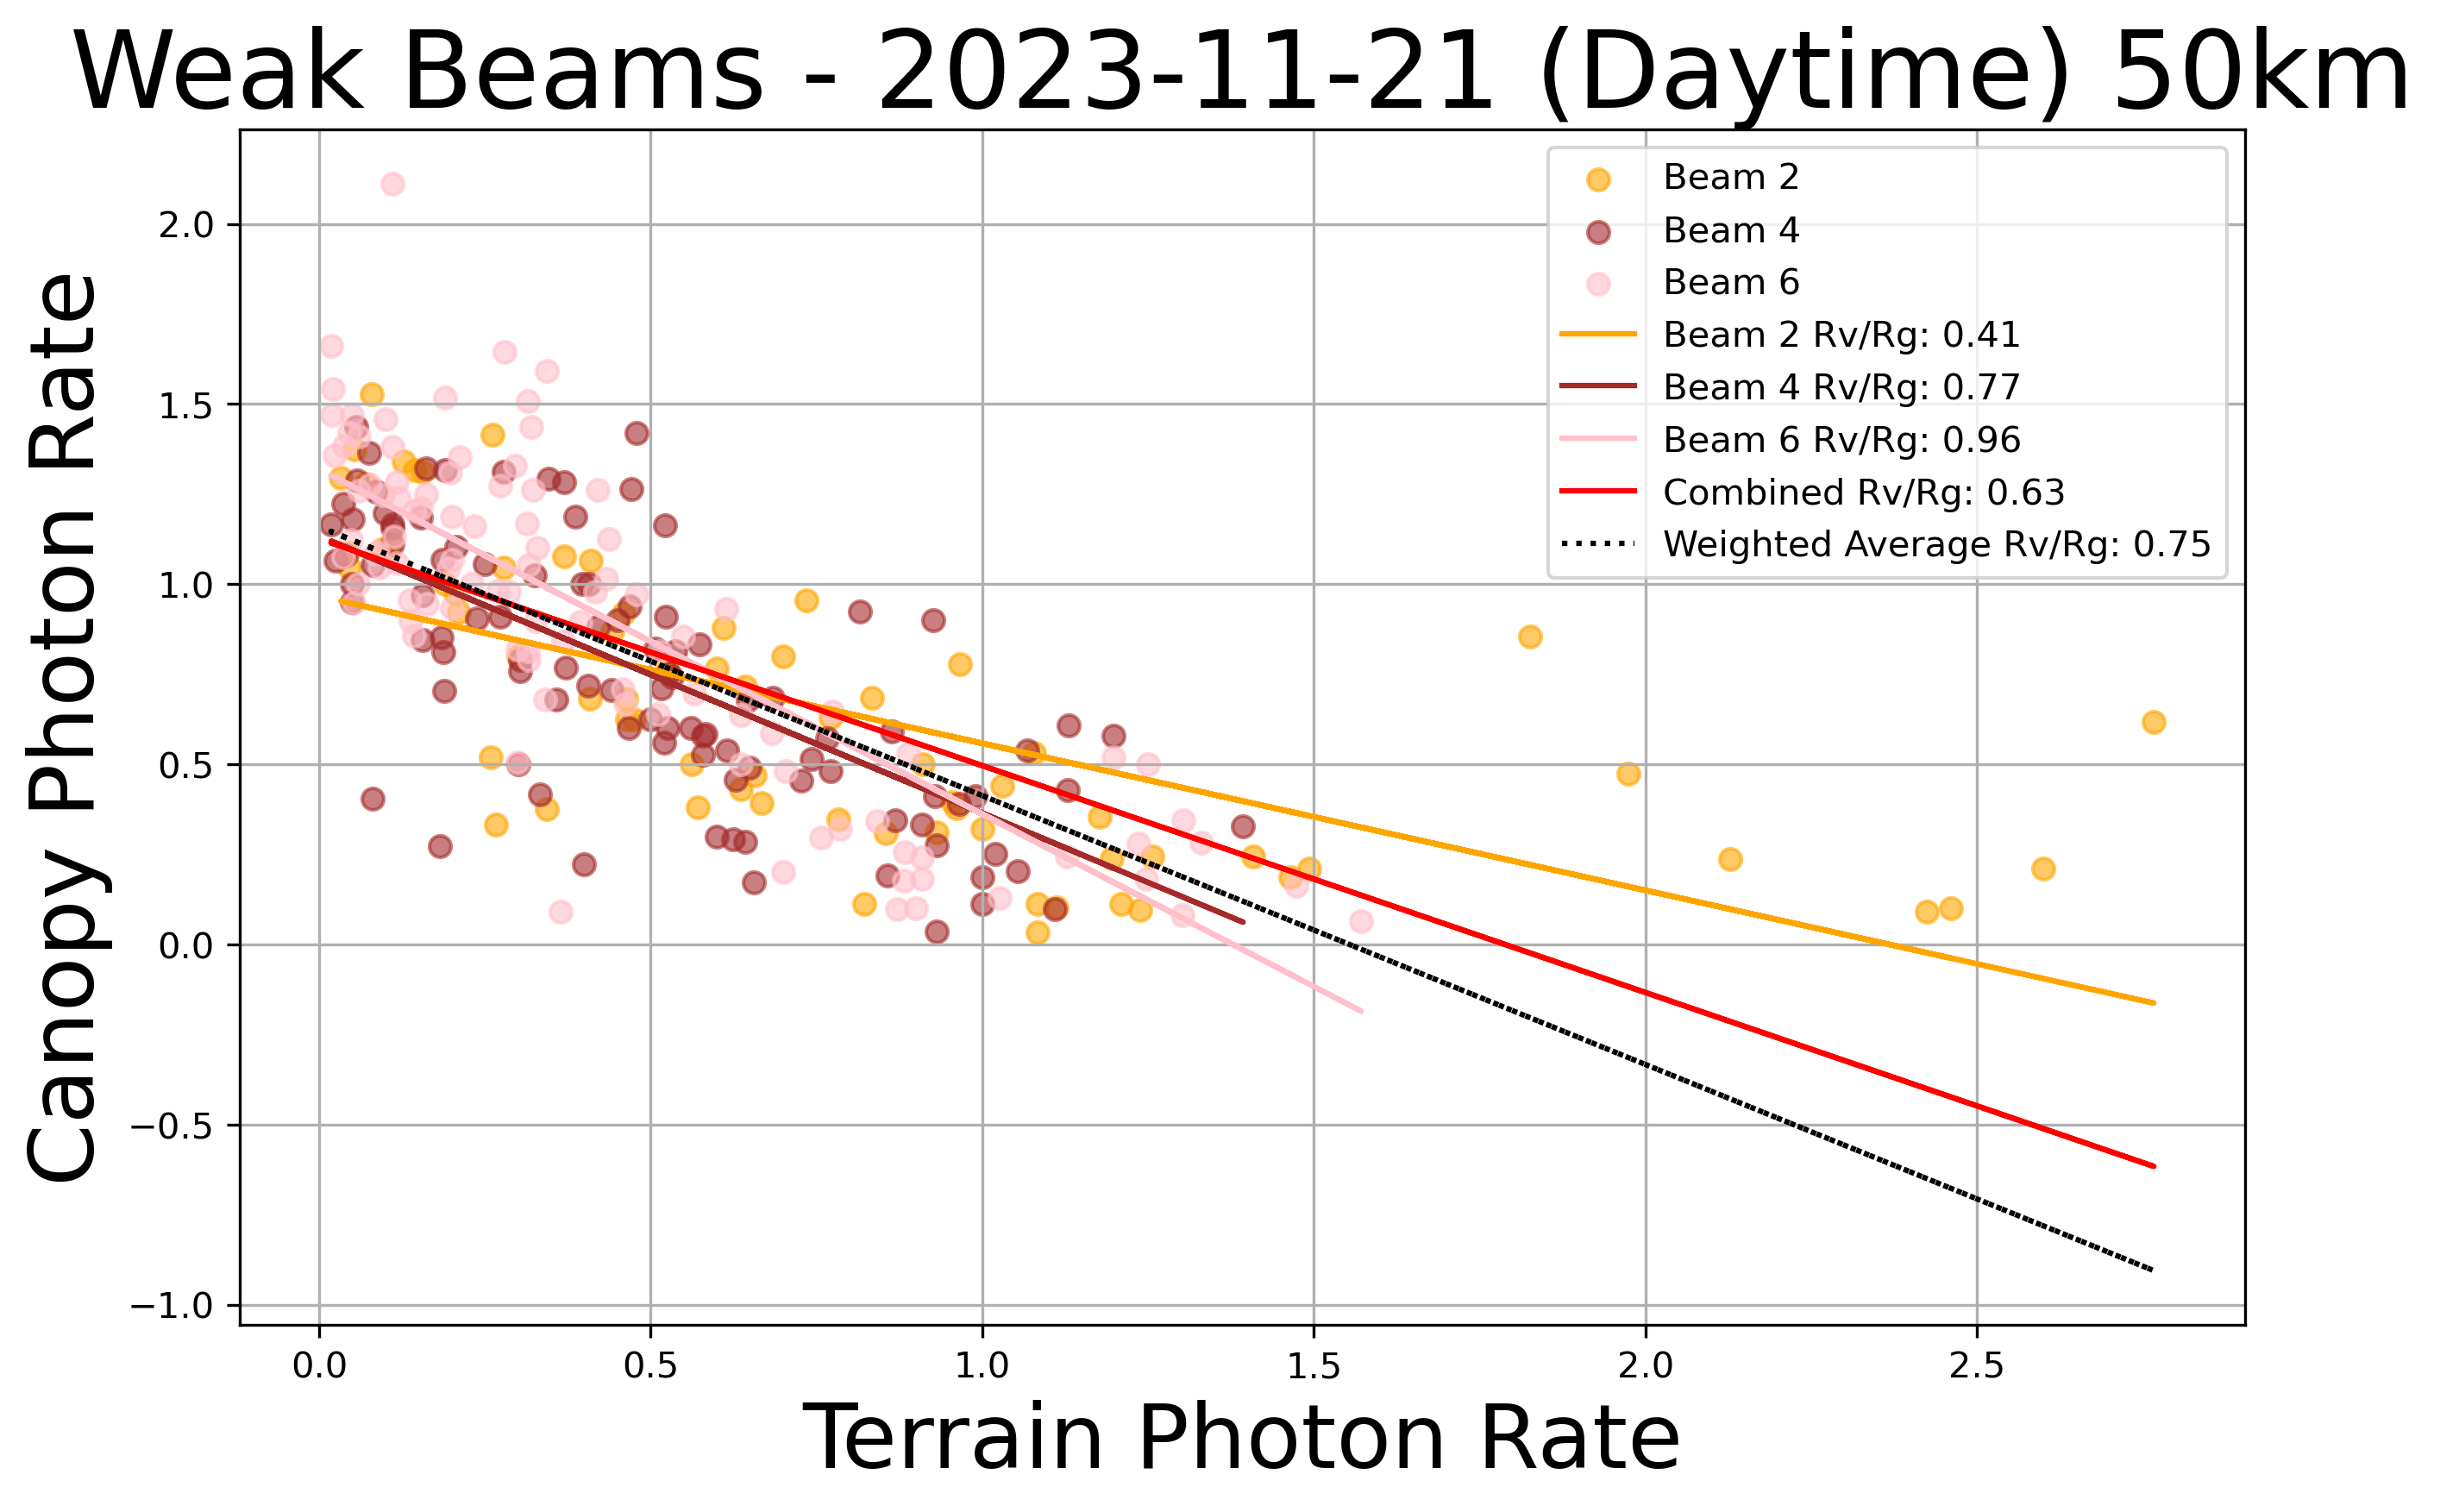 Weak Beams - 2023-11-21 (Daytime) 50km
Canopy Photon Rate
2.0
1.5
1.0
0.5
0.0
−0.5
−1.0
Beam 2
Beam 4
Beam 6
Beam 2 Rv/Rg: 0.41
Beam 4 Rv/Rg: 0.77
Beam 6 Rv/Rg: 0.96
Combined Rv/Rg: 0.63
Weighted Average Rv/Rg: 0.75
0.0 0.5 1.0 1.5 2.0 2.5
Terrain Photon Rate